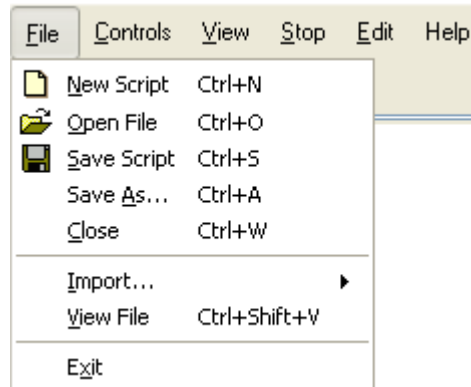 File Controls View Stop Edit Help
New Script Ctrl+N
Open File Ctrl+O
Save Script Ctrl+S
Save As... Ctrl+A
Close Ctrl+W
Import...
View File Ctrl+Shift+V
Exit